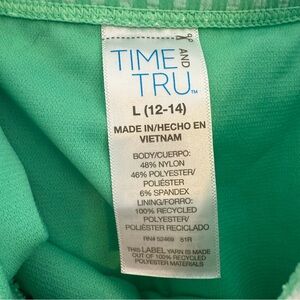 TIME AND
TRU™
L (12-14)
MADE IN/HECHO EN
VIETNAM
BODY/CUERPO:
48% NYLON
46% POLYESTER/
POLIÉSTER
6% SPANDEX
LINING/FORRO:
100% RECYCLED
POLYESTER/
POLIÉSTER RECICLADO
RN# 52469 81R
THIS LABEL YARN IS MADE
OUT OF 100% RECYCLED
POLYESTER MATERIALS